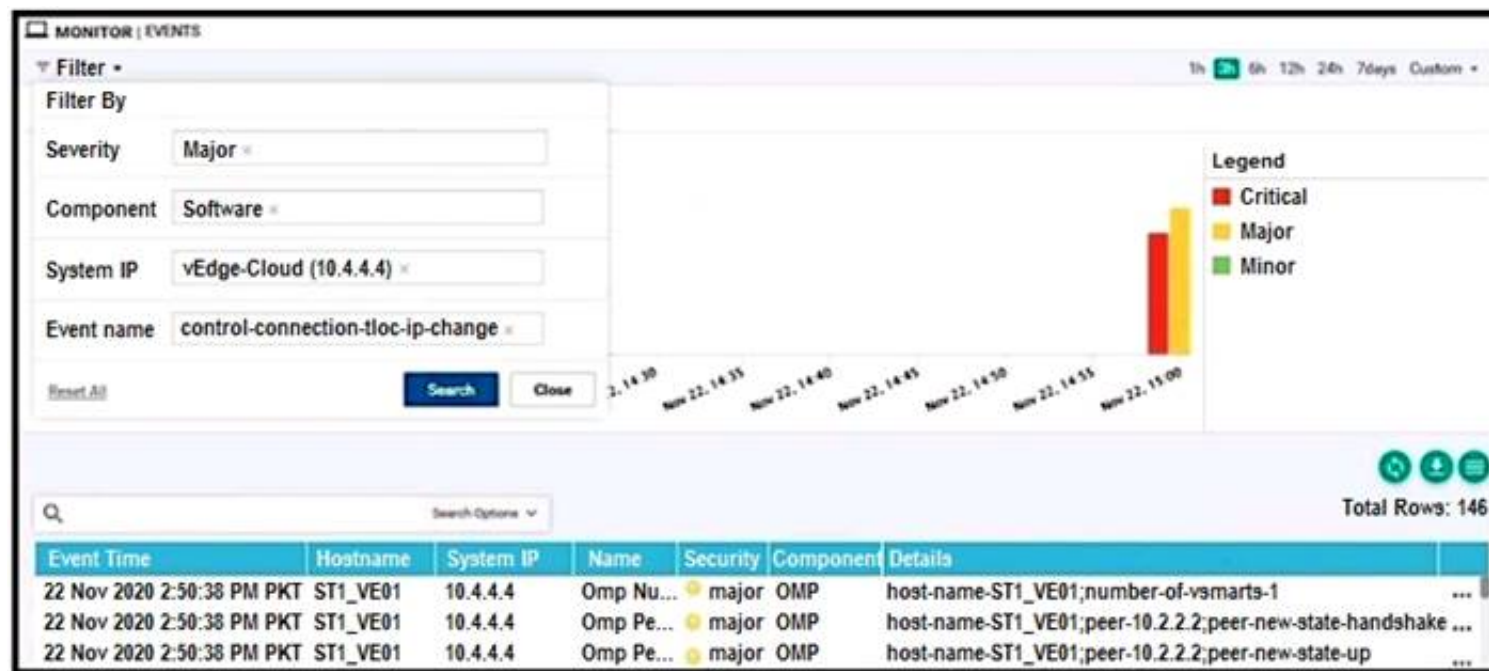 MONITOR | EVENTS
Filter
1h 3h 6h 12h 24h 7days Custom
Filter By
Severity Major ×
Component Software ×
System IP vEdge-Cloud (10.4.4.4) ×
Event name control-connection-tloc-ip-change ×
Reset All Search Close
Legend
Critical
Major
Minor
2, 14:30 Nov 22, 14:35 Nov 22, 14:40 Nov 22, 14:45 Nov 22, 14:50 Nov 22, 14:55 Nov 22, 15:00
Search Options
Total Rows: 146
Event Time Hostname System IP Name Security Component Details
22 Nov 2020 2:50:38 PM PKT ST1_VE01 10.4.4.4 Omp Nu... major OMP host-name-ST1_VE01;number-of-vsmarts-1 ...
22 Nov 2020 2:50:38 PM PKT ST1_VE01 10.4.4.4 Omp Pe... major OMP host-name-ST1_VE01;peer-10.2.2.2;peer-new-state-handshake ...
22 Nov 2020 2:50:38 PM PKT ST1_VE01 10.4.4.4 Omp Pe... major OMP host-name-ST1_VE01;peer-10.2.2.2;peer-new-state-up ...